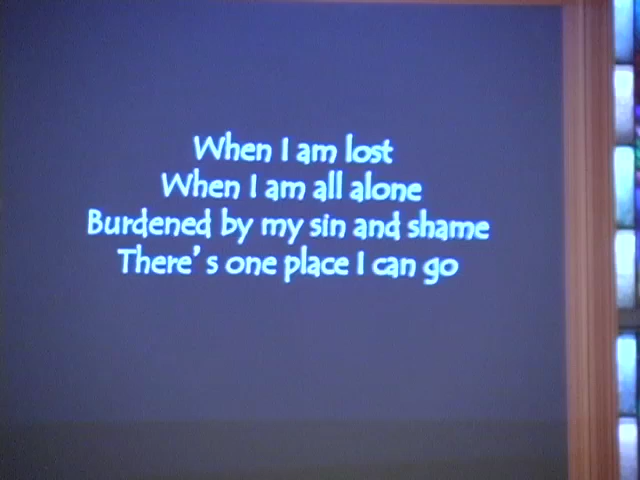 When I am lost
When I am all alone
Burdened by my sin and shame
There's one place I can go